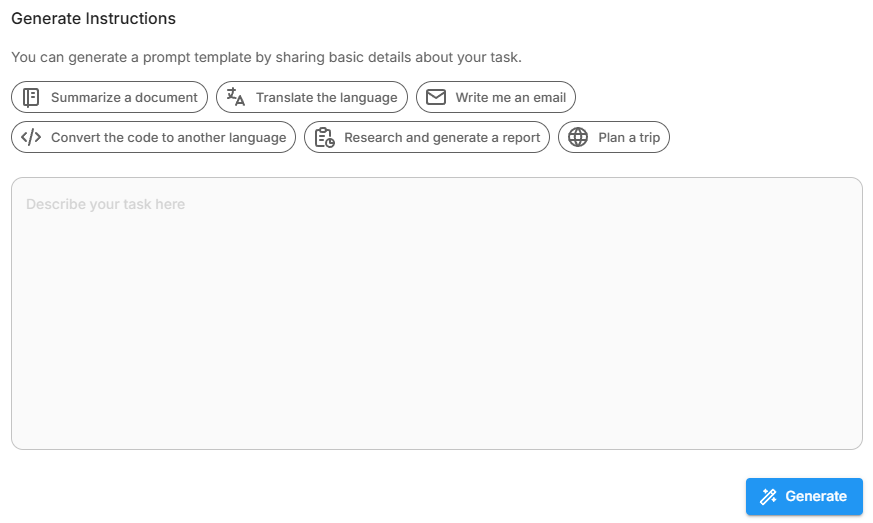 Generate Instructions
You can generate a prompt template by sharing basic details about your task.
Summarize a document Translate the language Write me an email
Convert the code to another language Research and generate a report Plan a trip
Describe your task here
Generate